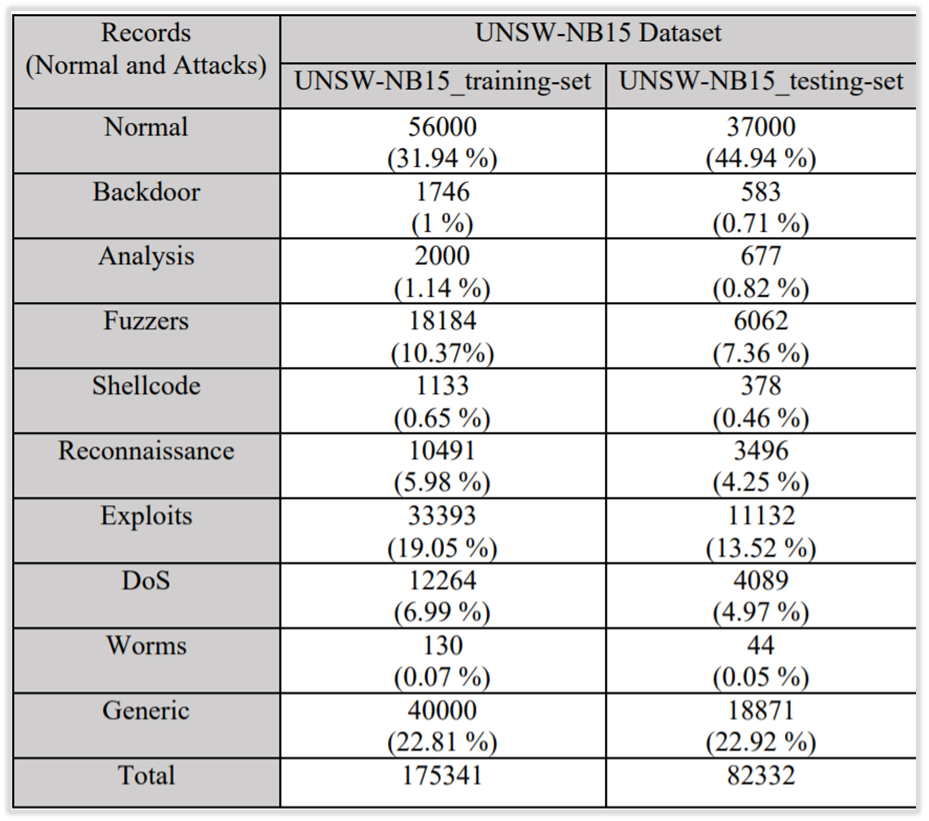 Records
(Normal and Attacks)
UNSW-NB15 Dataset
UNSW-NB15_training-set
UNSW-NB15_testing-set
Normal
56000
(31.94 %)
37000
(44.94 %)
Backdoor
1746
(1 %)
583
(0.71 %)
Analysis
2000
(1.14 %)
677
(0.82 %)
Fuzzers
18184
(10.37%)
6062
(7.36 %)
Shellcode
1133
(0.65 %)
378
(0.46 %)
Reconnaissance
10491
(5.98 %)
3496
(4.25 %)
Exploits
33393
(19.05 %)
11132
(13.52 %)
DoS
12264
(6.99 %)
4089
(4.97 %)
Worms
130
(0.07 %)
44
(0.05 %)
Generic
40000
(22.81 %)
18871
(22.92 %)
Total
175341
82332